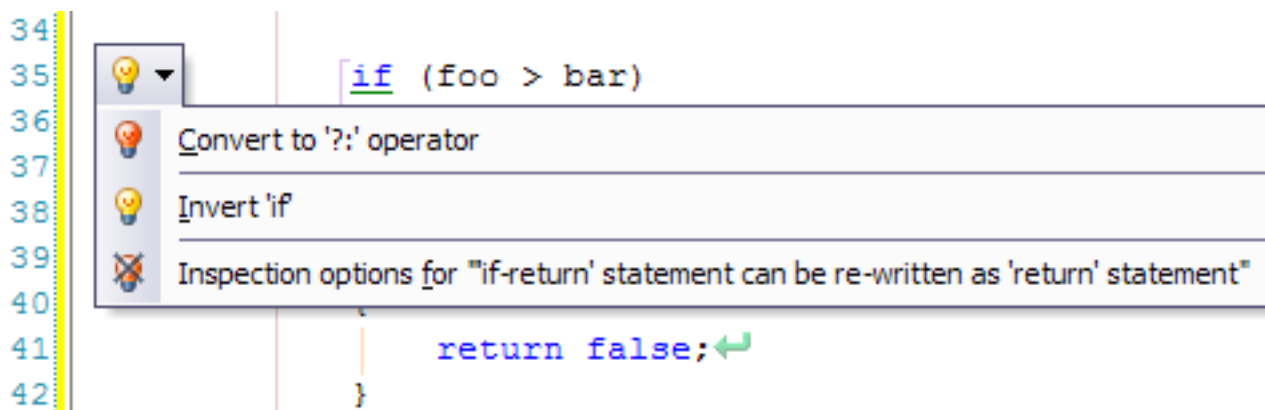 34
35 if (foo > bar)
36
Convert to '?:' operator
37
38 Invert 'if'
39 Inspection options for "'if-return' statement can be re-written as 'return' statement"
40
41 return false;
42 }